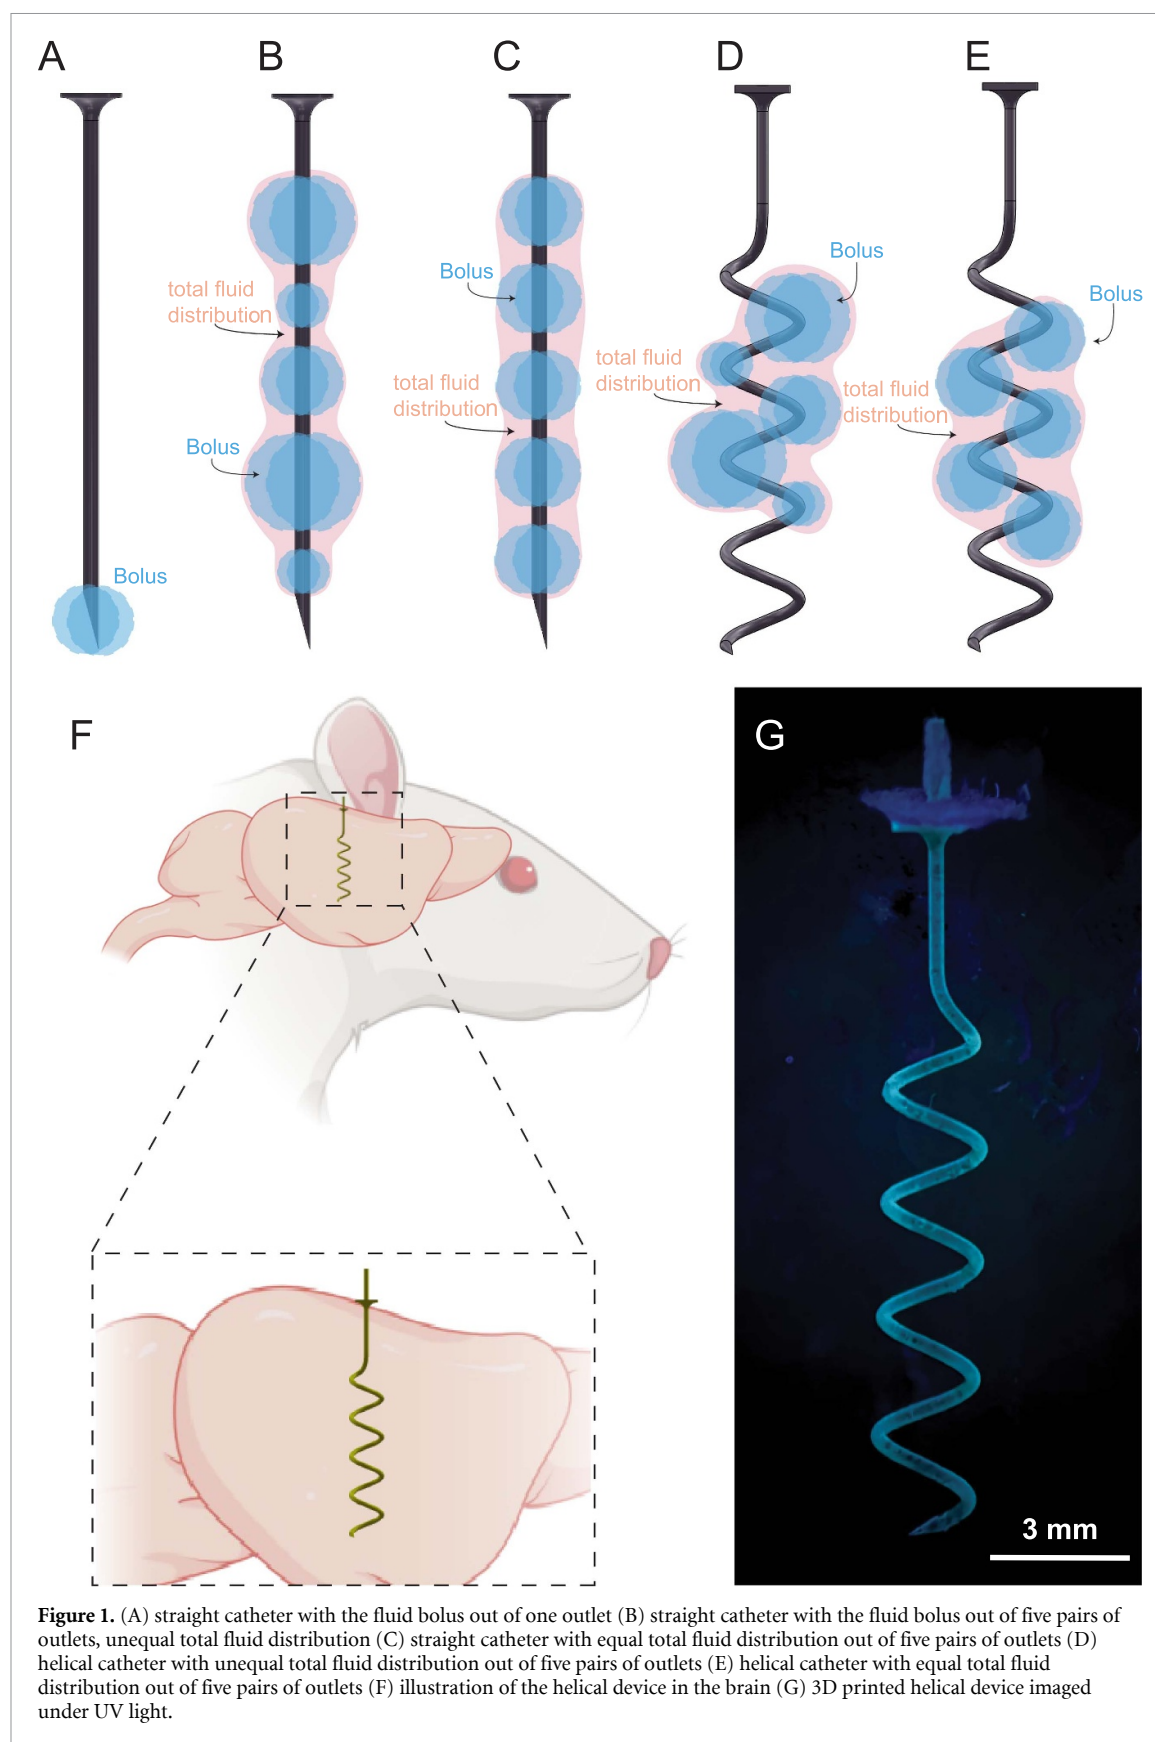 A
B
C
D
E
Bolus
total fluid
distribution
Bolus
Bolus
total fluid
distribution
Bolus
total fluid
distribution
Bolus
total fluid
distribution
Bolus
F
G
3 mm
Figure 1. (A) straight catheter with the fluid bolus out of one outlet (B) straight catheter with the fluid bolus out of five pairs of
outlets, unequal total fluid distribution (C) straight catheter with equal total fluid distribution out of five pairs of outlets (D)
helical catheter with unequal total fluid distribution out of five pairs of outlets (E) helical catheter with equal total fluid
distribution out of five pairs of outlets (F) illustration of the helical device in the brain (G) 3D printed helical device imaged
under UV light.